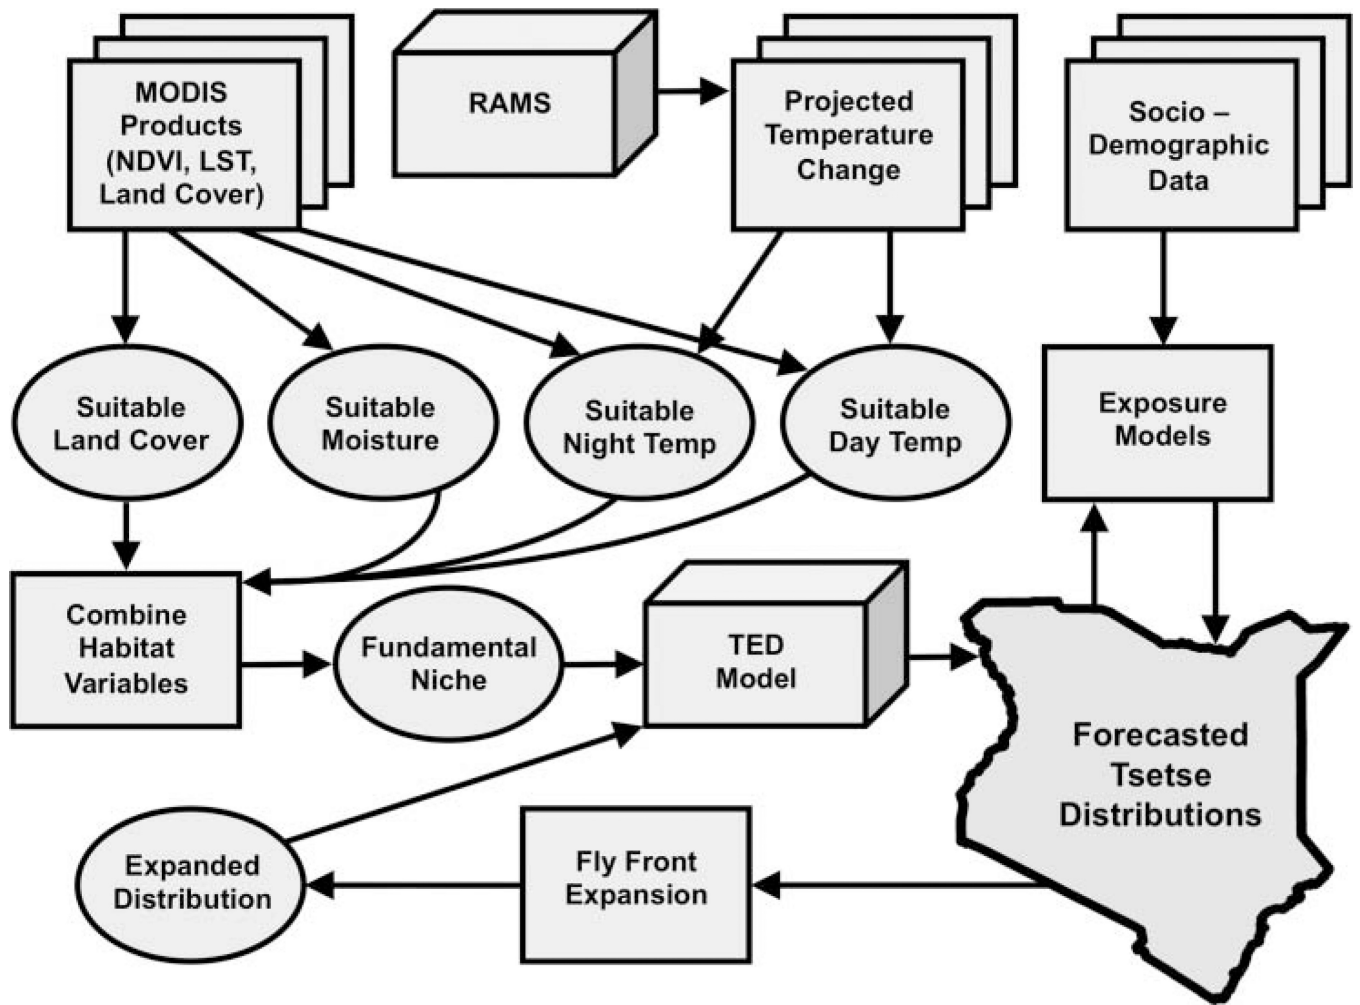 MODIS
Products
(NDVI, LST,
Land Cover)
RAMS
Projected
Temperature
Change
Socio –
Demographic
Data
Suitable
Land Cover
Suitable
Moisture
Suitable
Night Temp
Suitable
Day Temp
Exposure
Models
Combine
Habitat
Variables
Fundamental
Niche
TED
Model
Forecasted
Tsetse
Distributions
Expanded
Distribution
Fly Front
Expansion